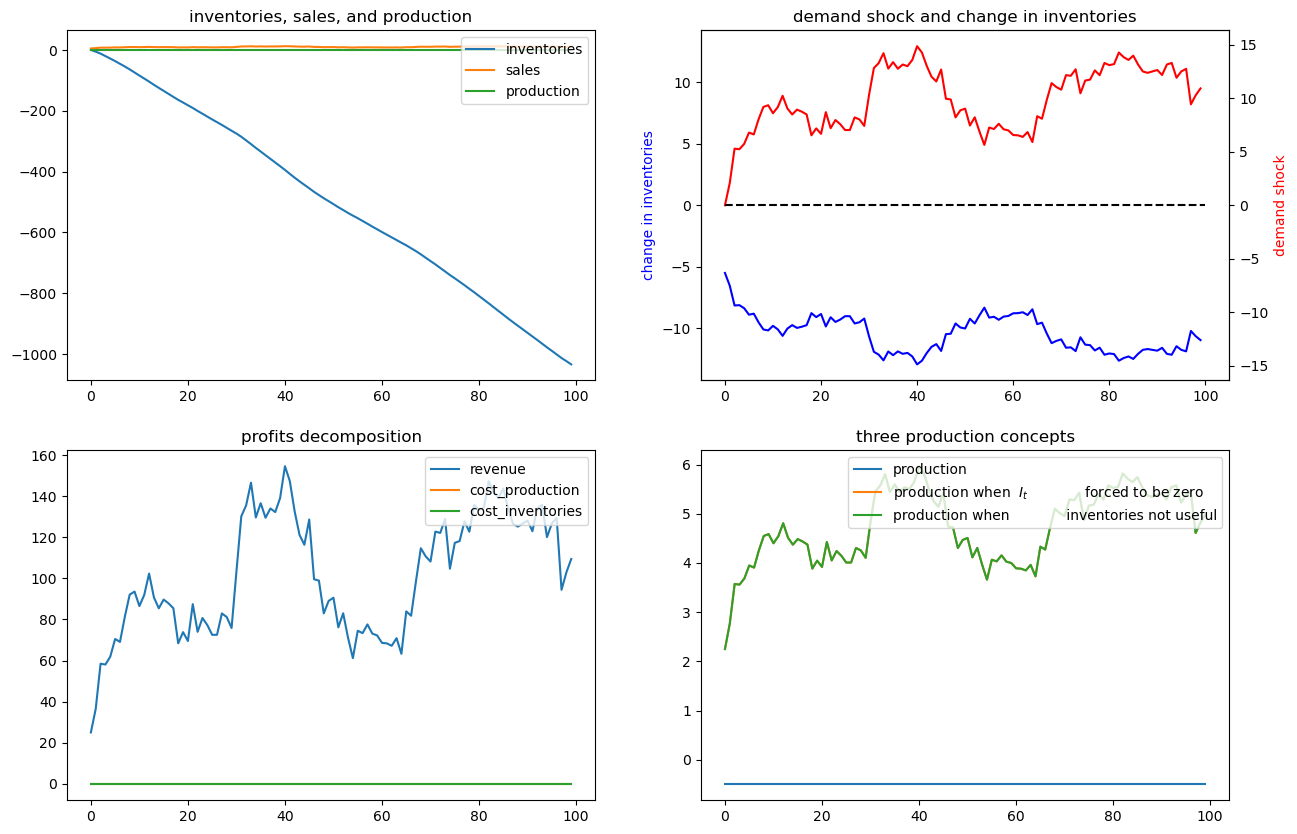 inventories, sales, and production
0
−200
−400
−600
−800
−1000
0 20 40 60 80 100
inventories
sales
production
demand shock and change in inventories
change in inventories
10
5
0
−5
−10
15
10
5
0
−5
−10
−15
demand shock
0 20 40 60 80 100
profits decomposition
160
140
120
100
80
60
40
20
0
0 20 40 60 80 100
revenue
cost_production
cost_inventories
three production concepts
6
5
4
3
2
1
0
0 20 40 60 80 100
production
production when I_t forced to be zero
production when inventories not useful